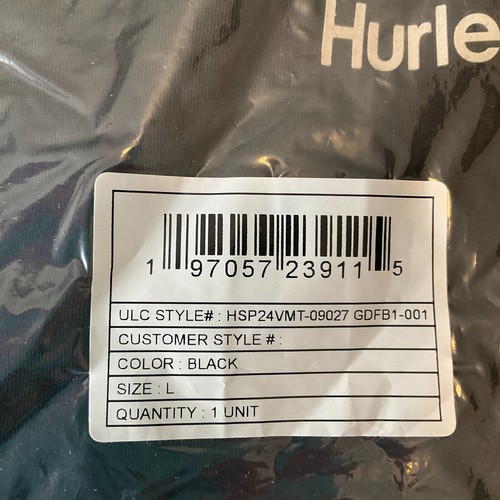 Hurle
1 97057 23911 5
ULC STYLE# : HSP24VMT-09027 GDFB1-001
CUSTOMER STYLE # :
COLOR : BLACK
SIZE : L
QUANTITY : 1 UNIT